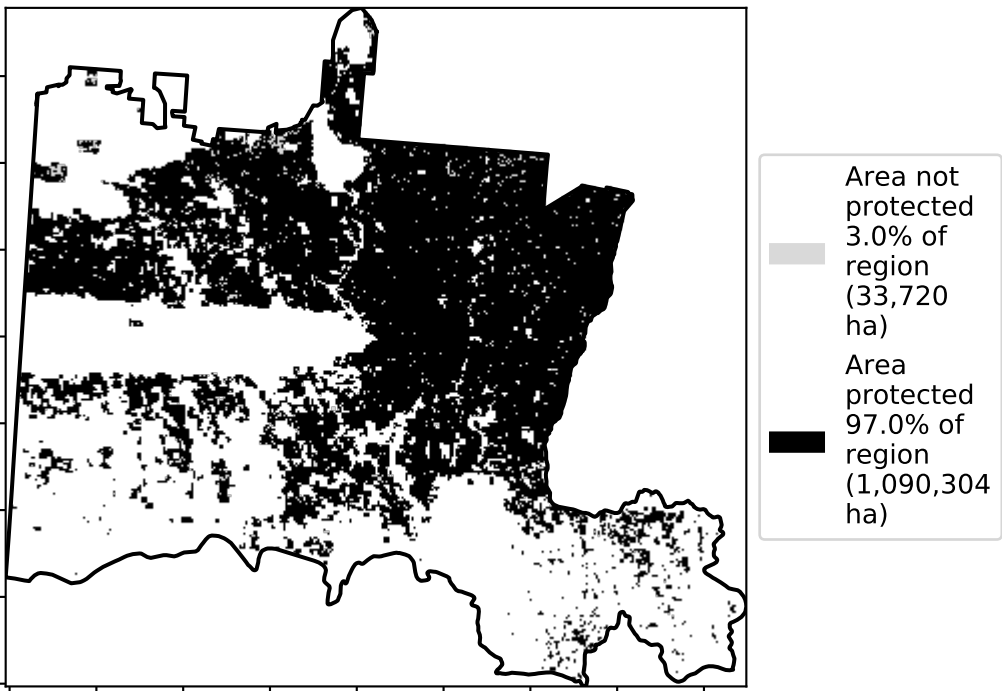 Area not
protected
3.0% of
region
(33,720
ha)
Area
protected
97.0% of
region
(1,090,304
ha)